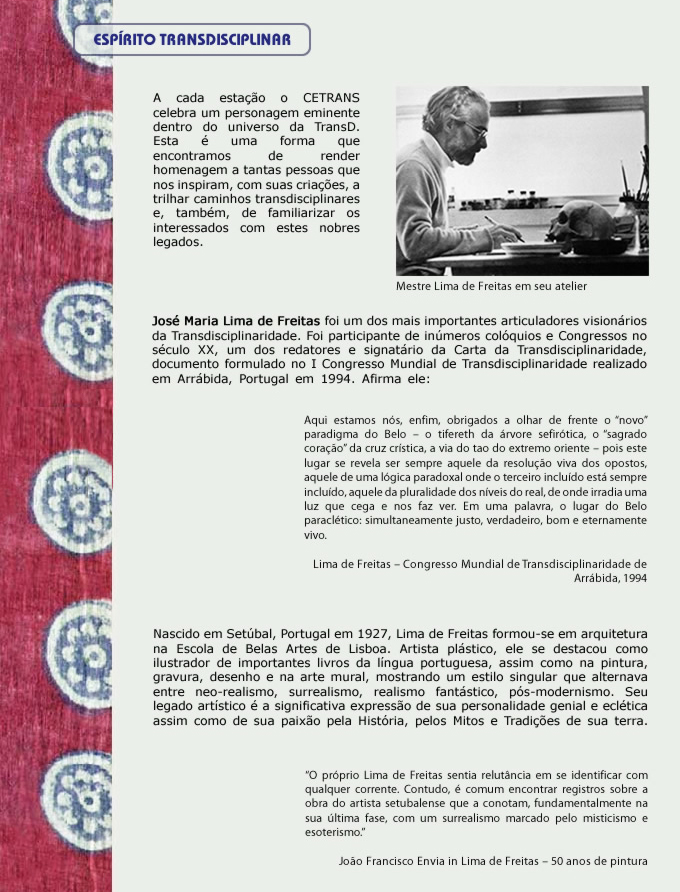 ESPÍRITO TRANSDISCIPLINAR
A cada estação o CETRANS
celebra um personagem eminente
dentro do universo da TransD.
Esta é uma forma que
encontramos de render
homenagem a tantas pessoas que
nos inspiram, com suas criações, a
trilhar caminhos transdisciplinares
e, também, de familiarizar os
interessados com estes nobres
legados.
Mestre Lima de Freitas em seu atelier
José Maria Lima de Freitas foi um dos mais importantes articuladores visionários
da Transdisciplinaridade. Foi participante de inúmeros colóquios e Congressos no
século XX, um dos redatores e signatário da Carta da Transdisciplinaridade,
documento formulado no I Congresso Mundial de Transdisciplinaridade realizado
em Arrábida, Portugal em 1994. Afirma ele:
Aqui estamos nós, enfim, obrigados a olhar de frente o “novo”
paradigma do Belo – o tifereth da árvore sefirótica, o “sagrado
coração” da cruz crística, a via do tao do extremo oriente – pois este
lugar se revela ser sempre aquele da resolução viva dos opostos,
aquele de uma lógica paradoxal onde o terceiro incluído está sempre
incluído, aquele da pluralidade dos níveis do real, de onde irradia uma
luz que cega e nos faz ver. Em uma palavra, o lugar do Belo
paraclético: simultaneamente justo, verdadeiro, bom e eternamente
vivo.
Lima de Freitas – Congresso Mundial de Transdisciplinaridade de
Arrábida, 1994
Nascido em Setúbal, Portugal em 1927, Lima de Freitas formou-se em arquitetura
na Escola de Belas Artes de Lisboa. Artista plástico, ele se destacou como
ilustrador de importantes livros da língua portuguesa, assim como na pintura,
gravura, desenho e na arte mural, mostrando um estilo singular que alternava
entre neo-realismo, surrealismo, realismo fantástico, pós-modernismo. Seu
legado artístico é a significativa expressão de sua personalidade genial e eclética
assim como de sua paixão pela História, pelos Mitos e Tradições de sua terra.
“O próprio Lima de Freitas sentia relutância em se identificar com
qualquer corrente. Contudo, é comum encontrar registros sobre a
obra do artista setubalense que a conotam, fundamentalmente na
sua última fase, com um surrealismo marcado pelo misticismo e
esoterismo.”
João Francisco Envia in Lima de Freitas – 50 anos de pintura